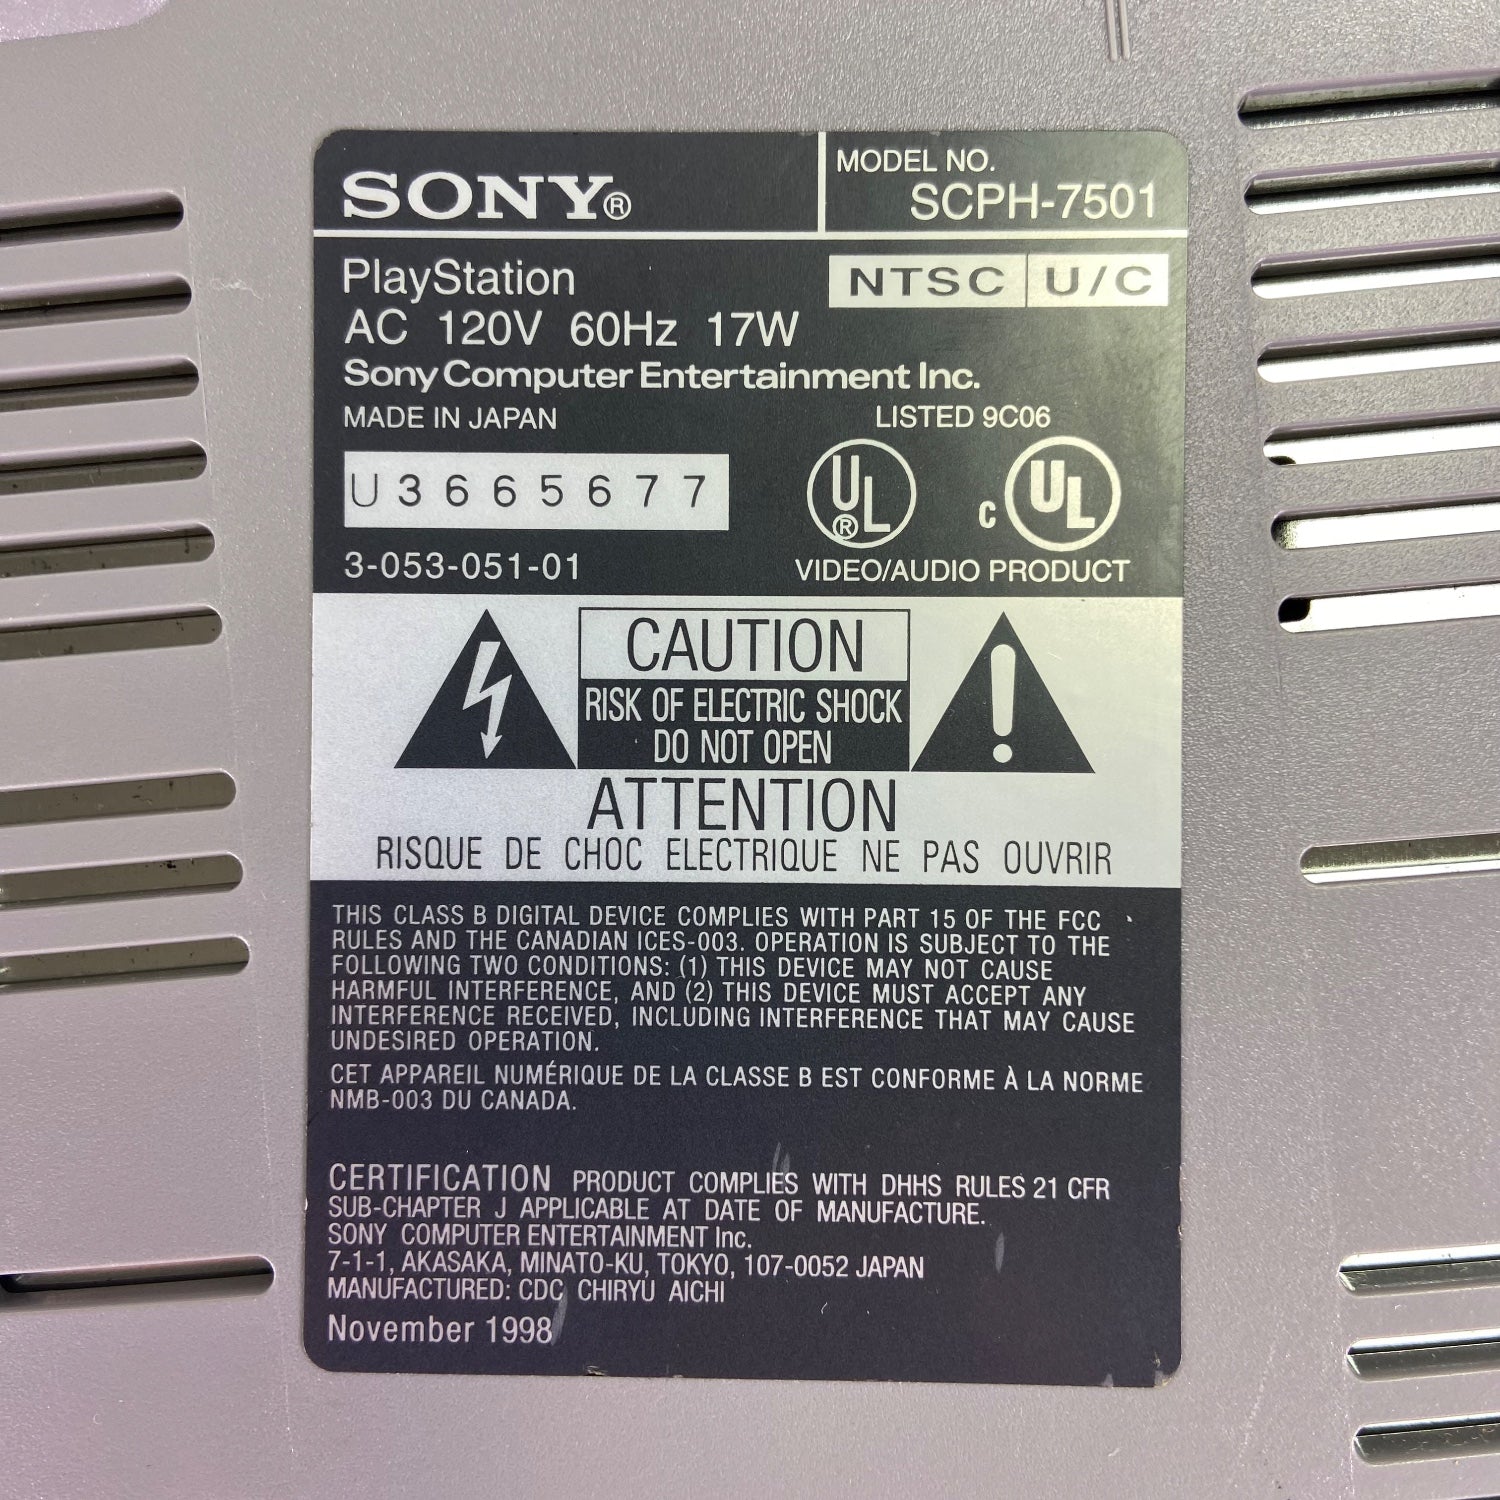 SONY®
MODEL NO.
SCPH-7501
PlayStation
NTSC U/C
AC 120V 60Hz 17W
Sony Computer Entertainment Inc.
MADE IN JAPAN
LISTED 9C06
U3665677
UL®
c UL
3-053-051-01
VIDEO/AUDIO PRODUCT
CAUTION
RISK OF ELECTRIC SHOCK
DO NOT OPEN
ATTENTION
RISQUE DE CHOC ELECTRIQUE NE PAS OUVRIR
THIS CLASS B DIGITAL DEVICE COMPLIES WITH PART 15 OF THE FCC
RULES AND THE CANADIAN ICES-003. OPERATION IS SUBJECT TO THE
FOLLOWING TWO CONDITIONS: (1) THIS DEVICE MAY NOT CAUSE
HARMFUL INTERFERENCE, AND (2) THIS DEVICE MUST ACCEPT ANY
INTERFERENCE RECEIVED, INCLUDING INTERFERENCE THAT MAY CAUSE
UNDESIRED OPERATION.
CET APPAREIL NUMÉRIQUE DE LA CLASSE B EST CONFORME À LA NORME
NMB-003 DU CANADA.
CERTIFICATION PRODUCT COMPLIES WITH DHHS RULES 21 CFR
SUB-CHAPTER J APPLICABLE AT DATE OF MANUFACTURE.
SONY COMPUTER ENTERTAINMENT Inc.
7-1-1, AKASAKA, MINATO-KU, TOKYO, 107-0052 JAPAN
MANUFACTURED: CDC CHIRYU AICHI
November 1998